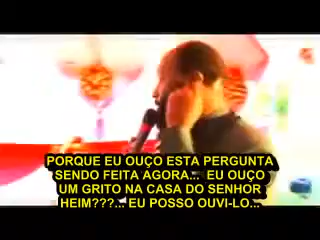 PORQUE EU OUÇO ESTA PERGUNTA
SENDO FEITA AGORA... EU OUÇO
UM GRITO NA CASA DO SENHOR
HEIM???... EU POSSO OUVI-LO...